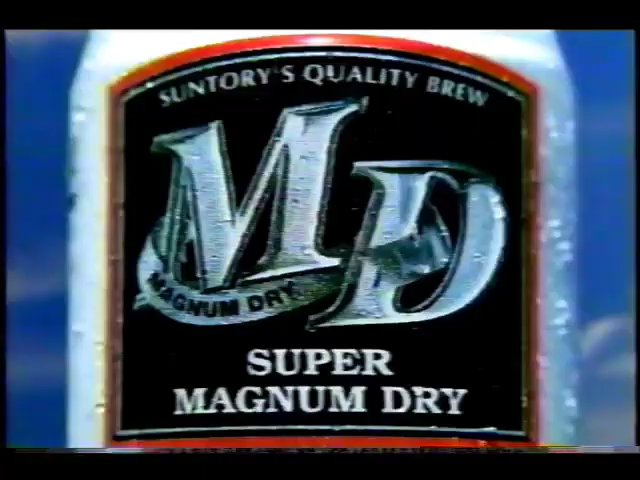 SUNTORY'S QUALITY BREW
MD
MAGNUM DRY
SUPER
MAGNUM DRY